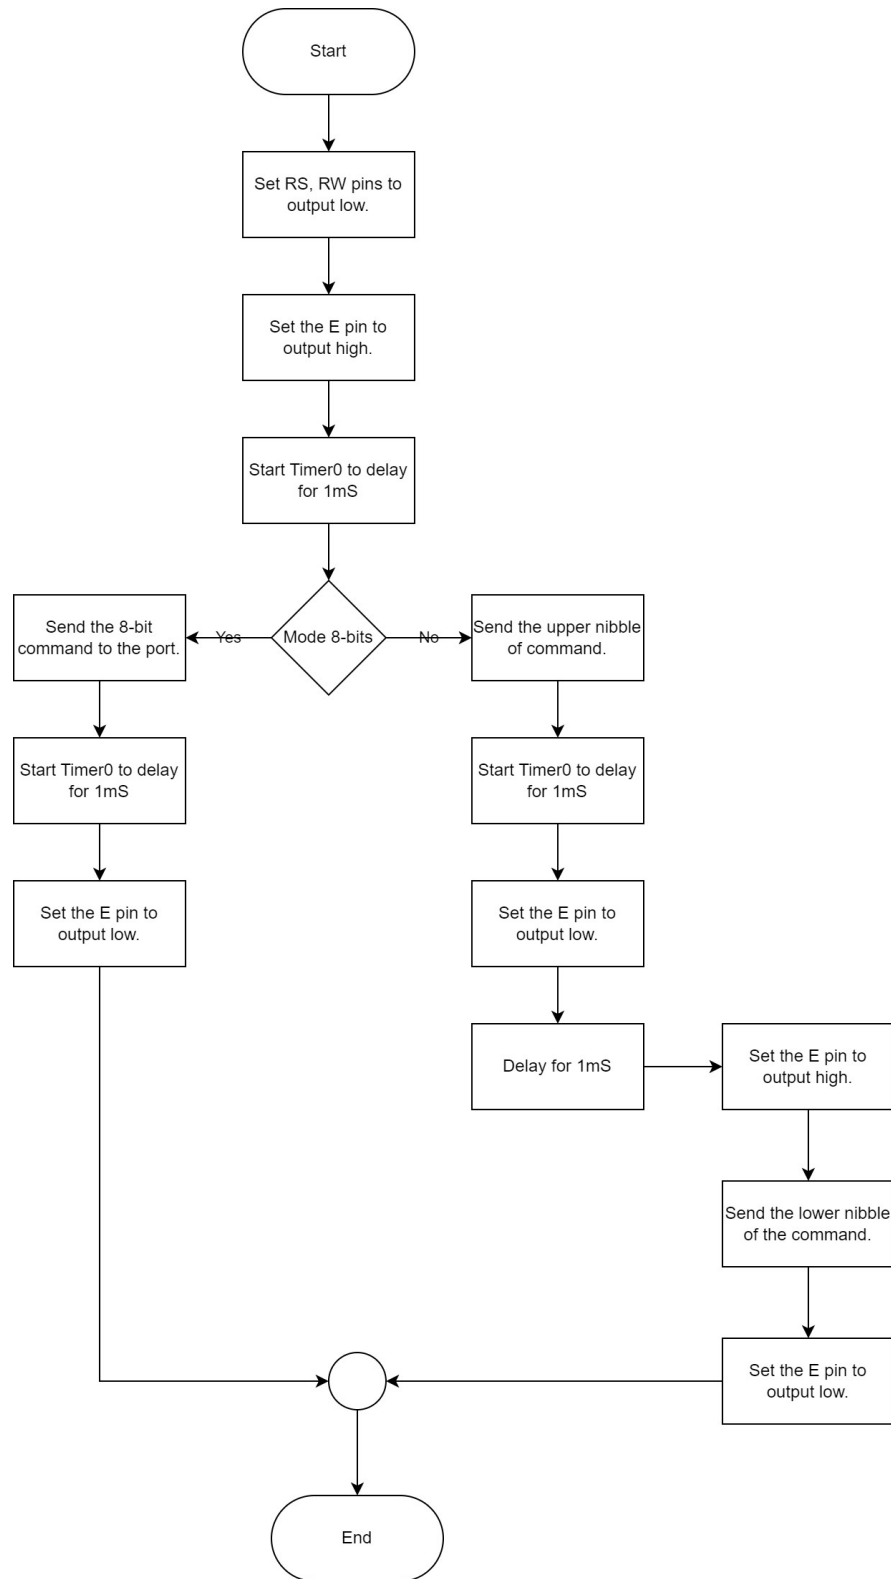 Start
Set RS, RW pins to
output low.
Set the E pin to
output high.
Start Timer0 to delay
for 1mS
Mode 8-bits
Yes
No
Send the 8-bit
command to the port.
Start Timer0 to delay
for 1mS
Set the E pin to
output low.
Send the upper nibble
of command.
Start Timer0 to delay
for 1mS
Set the E pin to
output low.
Delay for 1mS
Set the E pin to
output high.
Send the lower nibble
of the command.
Set the E pin to
output low.
End